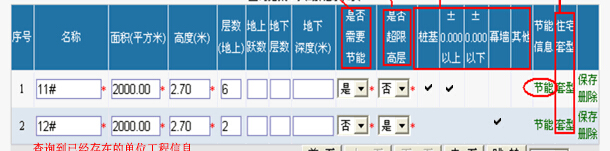 序号 名称 面积(平方米) 高度(米) 层数(地上) 地上跃数 地下层数 地下深度(米) 是否需要节能 是否超限高层 桩基 ±0.000以上 ±0.000以下 幕墙 其他 节能信息 住宅套型
1 11# * 2000.00 * 2.70 * 6 是 * 否 * ✔ ✔ 节能 套型 保存 删除
2 12# * 2000.00 * 2.70 * 2 否 * 是 * ✔ 节能 套型 保存 删除
查询到已经存在的单位工程信息